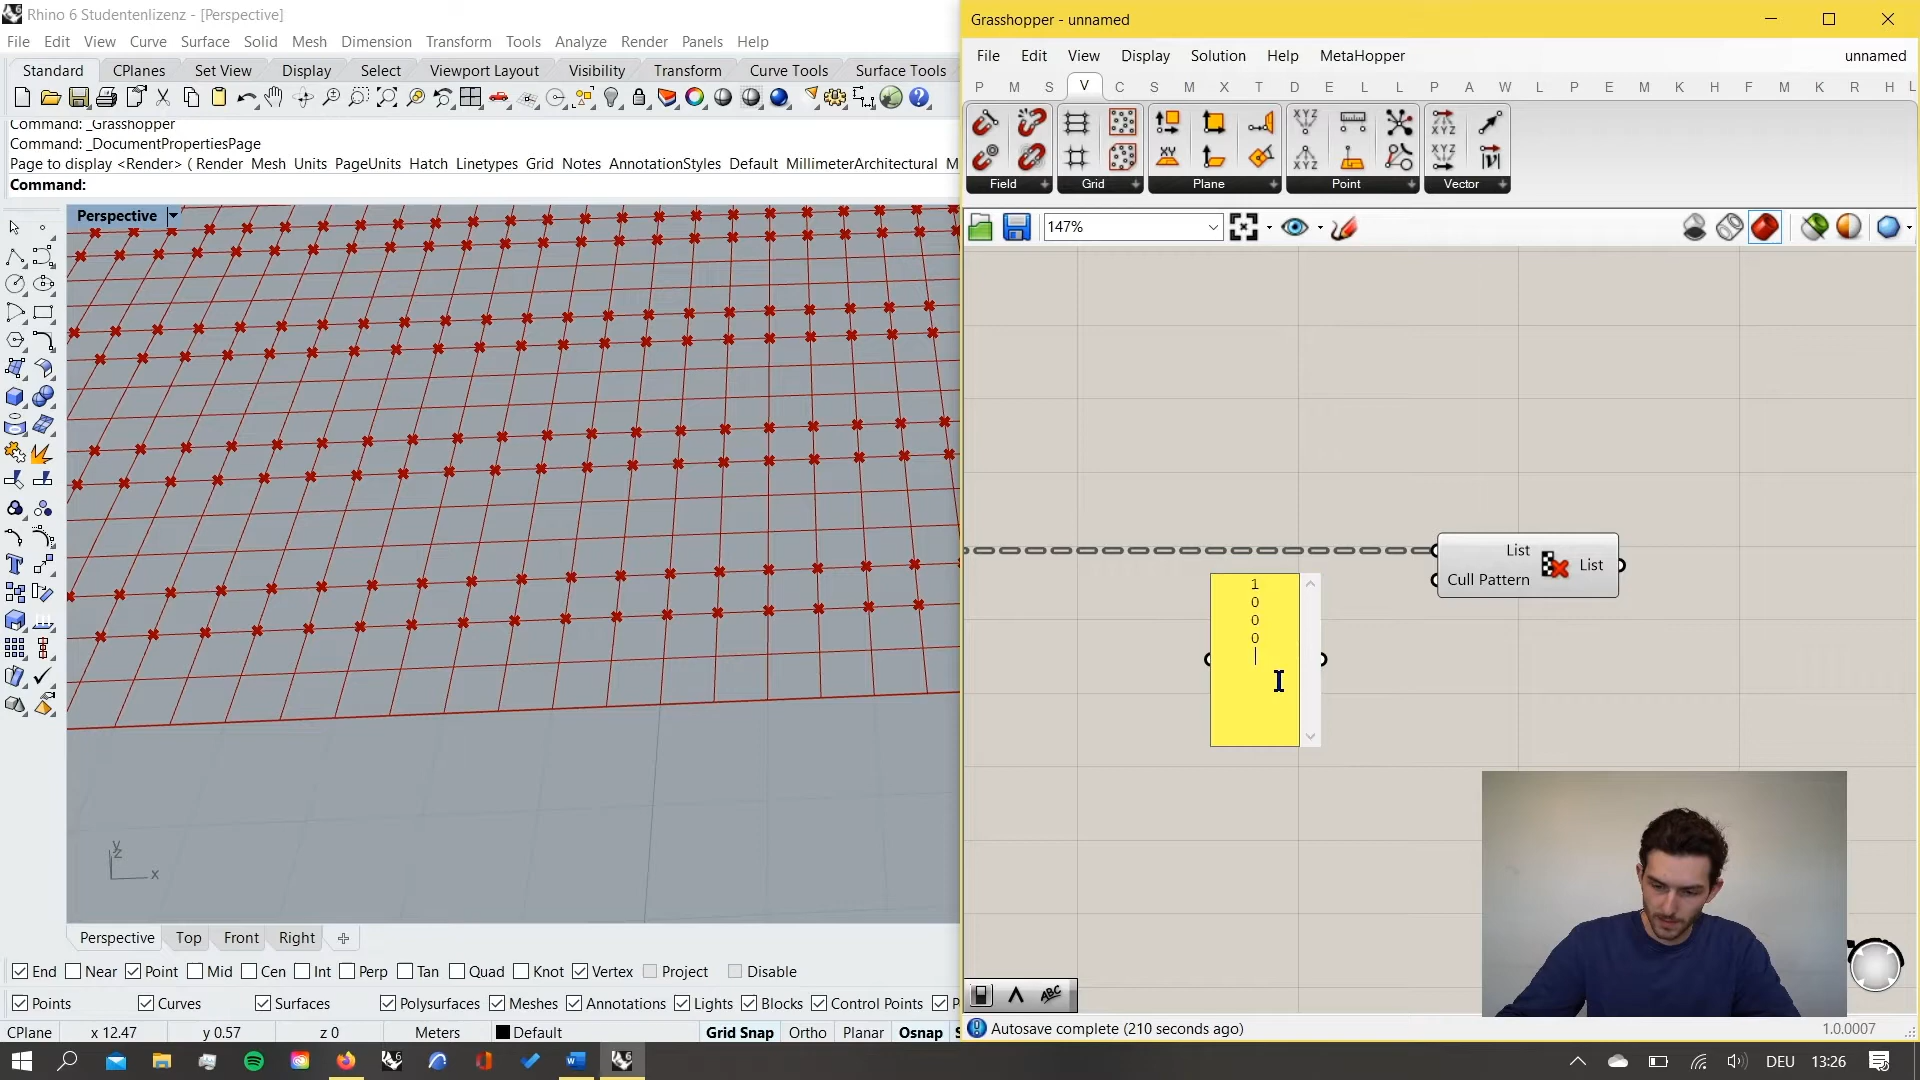 Rhino 6 Studentenlizenz - [Perspective]
File Edit View Curve Surface Solid Mesh Dimension Transform Tools Analyze Render Panels Help
Standard CPlanes Set View Display Select Viewport Layout Visibility Transform Curve Tools Surface Tools
Command: _Grasshopper
Command: _DocumentPropertiesPage
Page to display <Render> ( Render Mesh Units PageUnits Hatch Linetypes Grid Notes AnnotationStyles Default MillimeterArchitectural M
Command:
Perspective
y
z
x
Perspective Top Front Right
End Near Point Mid Cen Int Perp Tan Quad Knot Vertex Project Disable
Points Curves Surfaces Polysurfaces Meshes Annotations Lights Blocks Control Points P
CPlane x 12.47 y 0.57 z 0 Meters Default Grid Snap Ortho Planar Osnap S
Grasshopper - unnamed
File Edit View Display Solution Help MetaHopper unnamed
P M S V C S M X T D E L L P A W L P E M K H F M K R H L
Field Grid Plane Point Vector
147%
List
Cull Pattern
List
1
0
0
0
Autosave complete (210 seconds ago) 1.0.0007
DEU 13:26